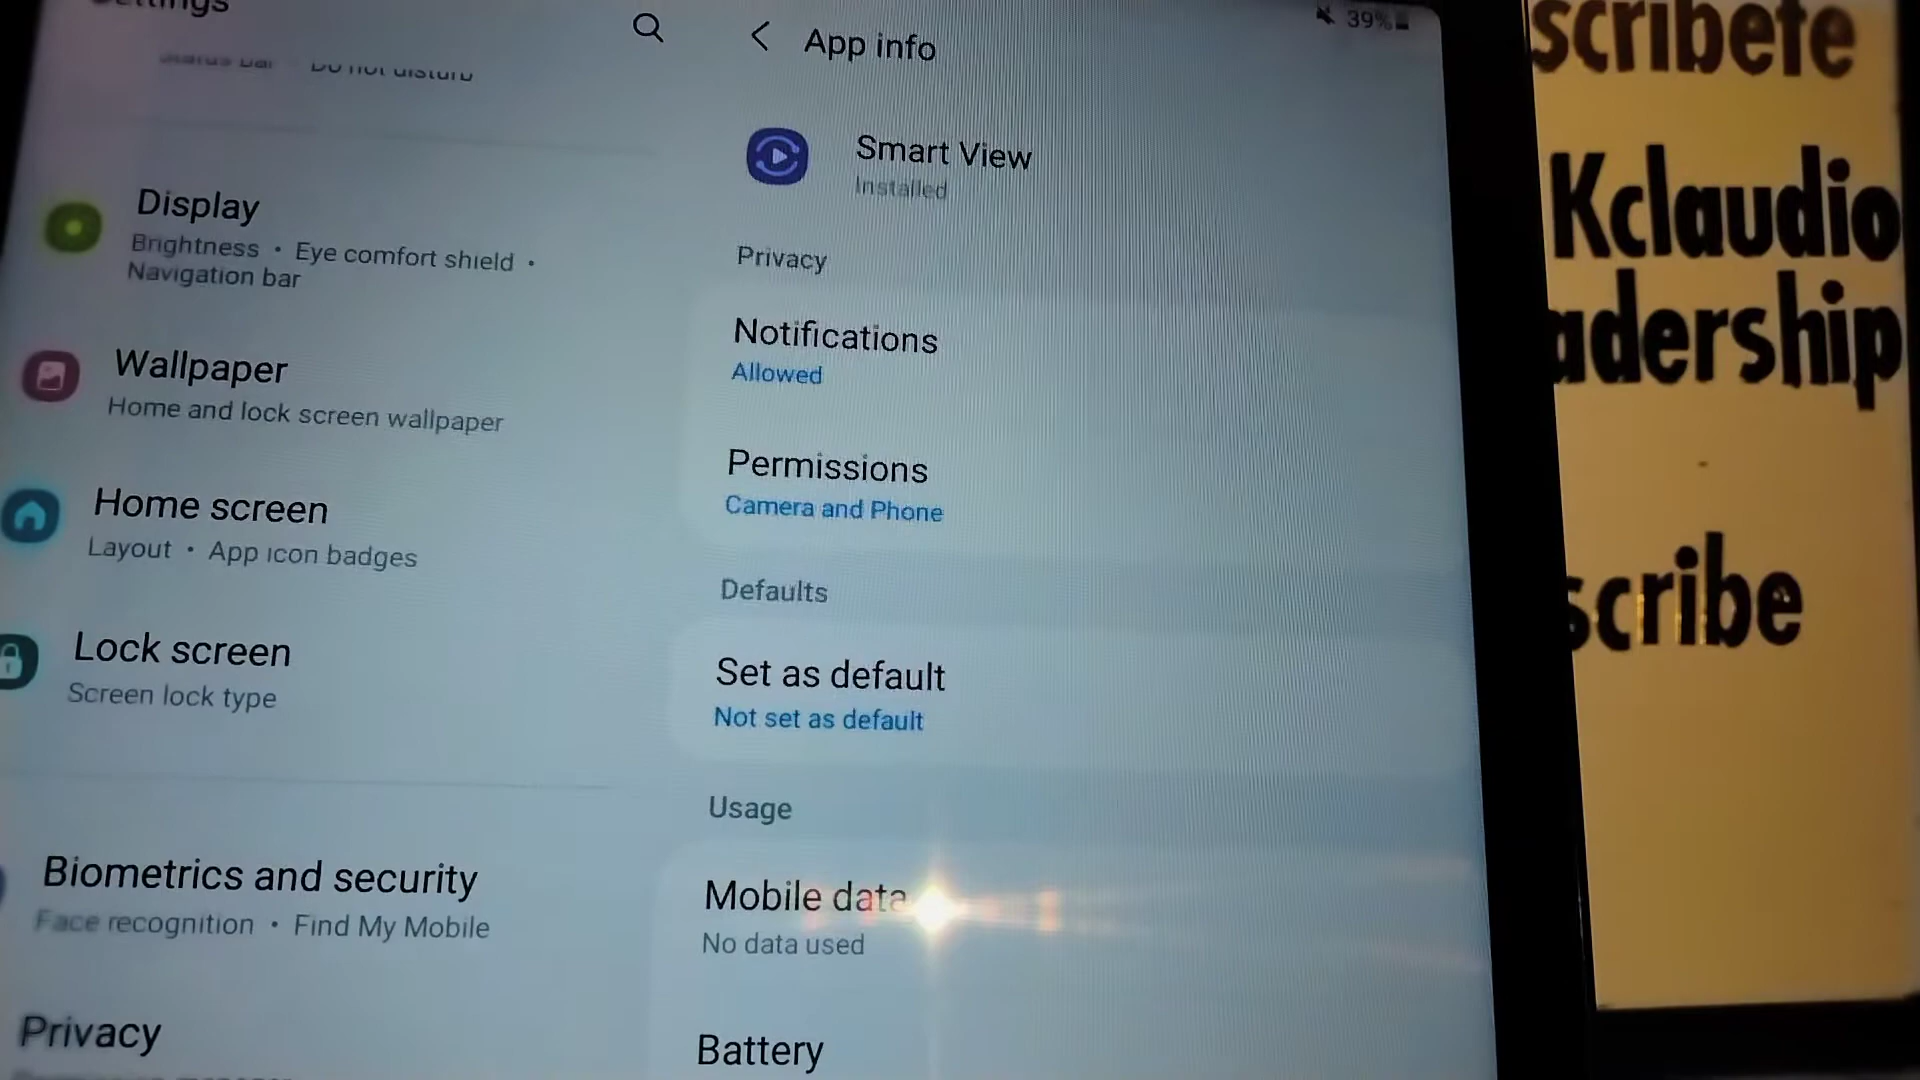 Settings
Do not disturb
Display
Brightness • Eye comfort shield •
Navigation bar
Wallpaper
Home and lock screen wallpaper
Home screen
Layout • App icon badges
Lock screen
Screen lock type
Biometrics and security
Face recognition • Find My Mobile
Privacy
39%
App info
Smart View
Installed
Privacy
Notifications
Allowed
Permissions
Camera and Phone
Defaults
Set as default
Not set as default
Usage
Mobile data
No data used
Battery
scribete
Kclaudio
adership
scribe